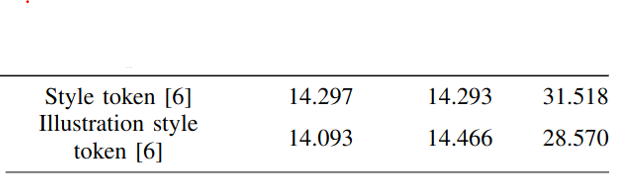 Style token [6] 14.297 14.293 31.518
Illustration style
token [6] 14.093 14.466 28.570